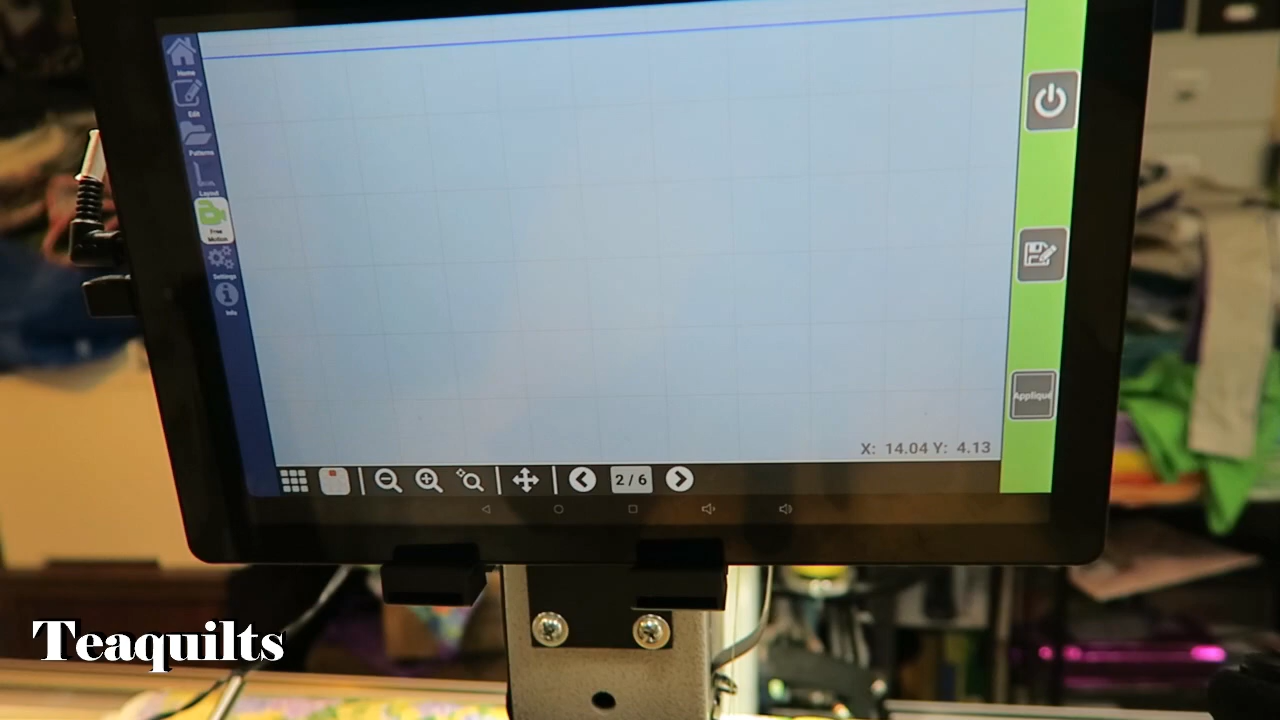 Home
Edit
Patterns
Layout
Free
Motion
Settings
Info
Applique
X: 14.04 Y: 4.13
2 / 6
Teaquilts